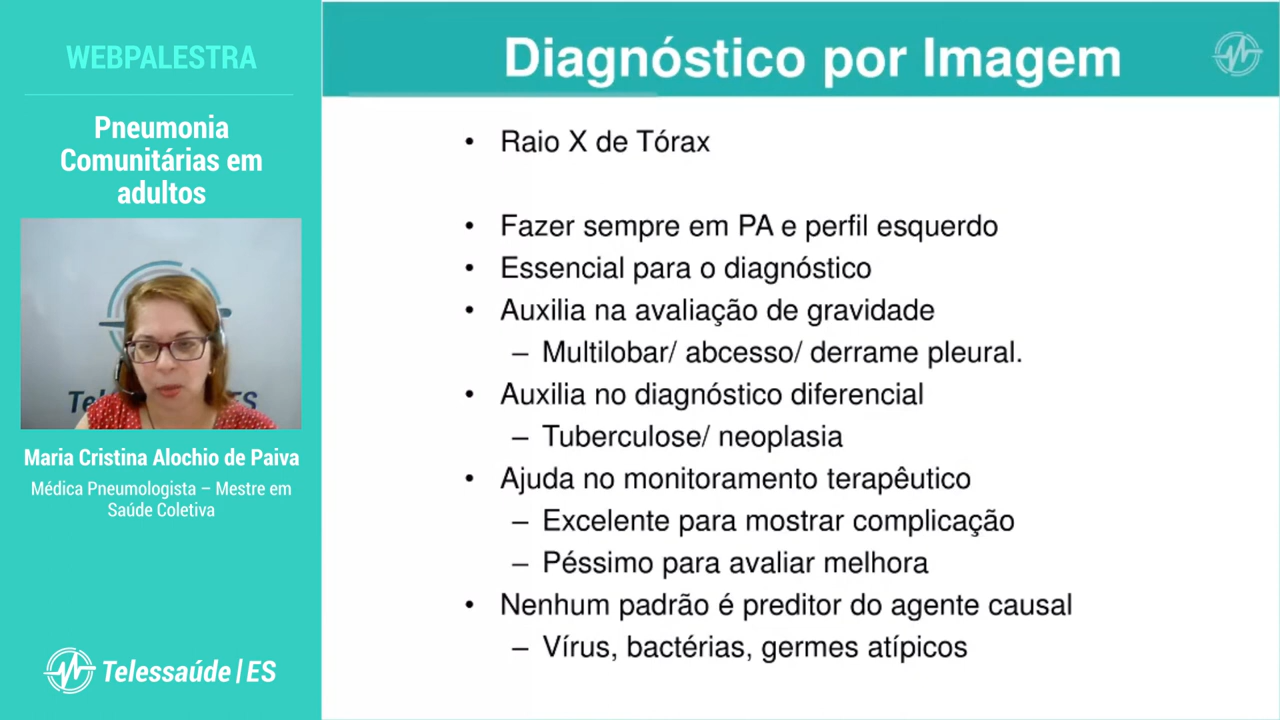 WEBPALESTRA
Pneumonia
Comunitárias em
adultos
Maria Cristina Alochio de Paiva
Médica Pneumologista – Mestre em
Saúde Coletiva
Telessaúde|ES
Diagnóstico por Imagem
• Raio X de Tórax
• Fazer sempre em PA e perfil esquerdo
• Essencial para o diagnóstico
• Auxilia na avaliação de gravidade
– Multilobar/ abcesso/ derrame pleural.
• Auxilia no diagnóstico diferencial
– Tuberculose/ neoplasia
• Ajuda no monitoramento terapêutico
– Excelente para mostrar complicação
– Péssimo para avaliar melhora
• Nenhum padrão é preditor do agente causal
– Vírus, bactérias, germes atípicos